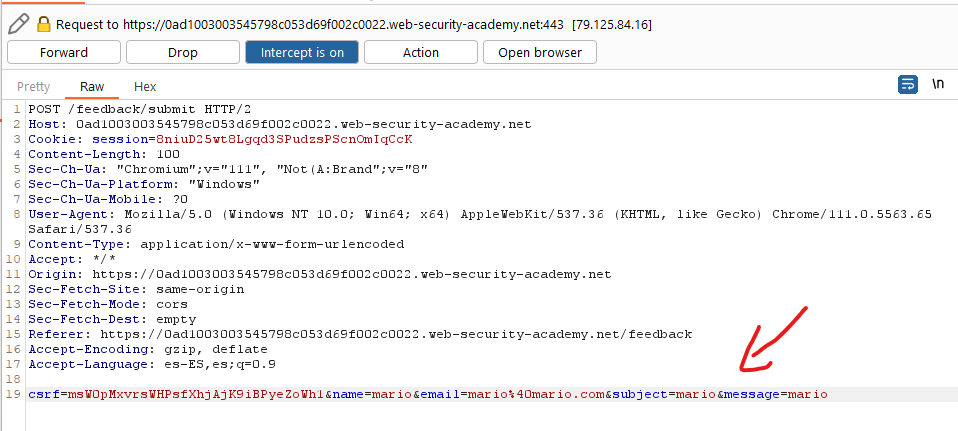 Request to https://0ad1003003545798c053d69f002c0022.web-security-academy.net:443 [79.125.84.16]
Forward Drop Intercept is on Action Open browser
Pretty Raw Hex \n
1 POST /feedback/submit HTTP/2
2 Host: 0ad1003003545798c053d69f002c0022.web-security-academy.net
3 Cookie: session=8niuD25wt8Lgqd3SPudzsPScnOmIqCcK
4 Content-Length: 100
5 Sec-Ch-Ua: "Chromium";v="111", "Not(A:Brand";v="8"
6 Sec-Ch-Ua-Platform: "Windows"
7 Sec-Ch-Ua-Mobile: ?0
8 User-Agent: Mozilla/5.0 (Windows NT 10.0; Win64; x64) AppleWebKit/537.36 (KHTML, like Gecko) Chrome/111.0.5563.65
Safari/537.36
9 Content-Type: application/x-www-form-urlencoded
10 Accept: */*
11 Origin: https://0ad1003003545798c053d69f002c0022.web-security-academy.net
12 Sec-Fetch-Site: same-origin
13 Sec-Fetch-Mode: cors
14 Sec-Fetch-Dest: empty
15 Referer: https://0ad1003003545798c053d69f002c0022.web-security-academy.net/feedback
16 Accept-Encoding: gzip, deflate
17 Accept-Language: es-ES,es;q=0.9
18
19 csrf=msWOpMxvrsWHPsfXhjAjK9iBPyeZoWh1&name=mario&email=mario%40mario.com&subject=mario&message=mario